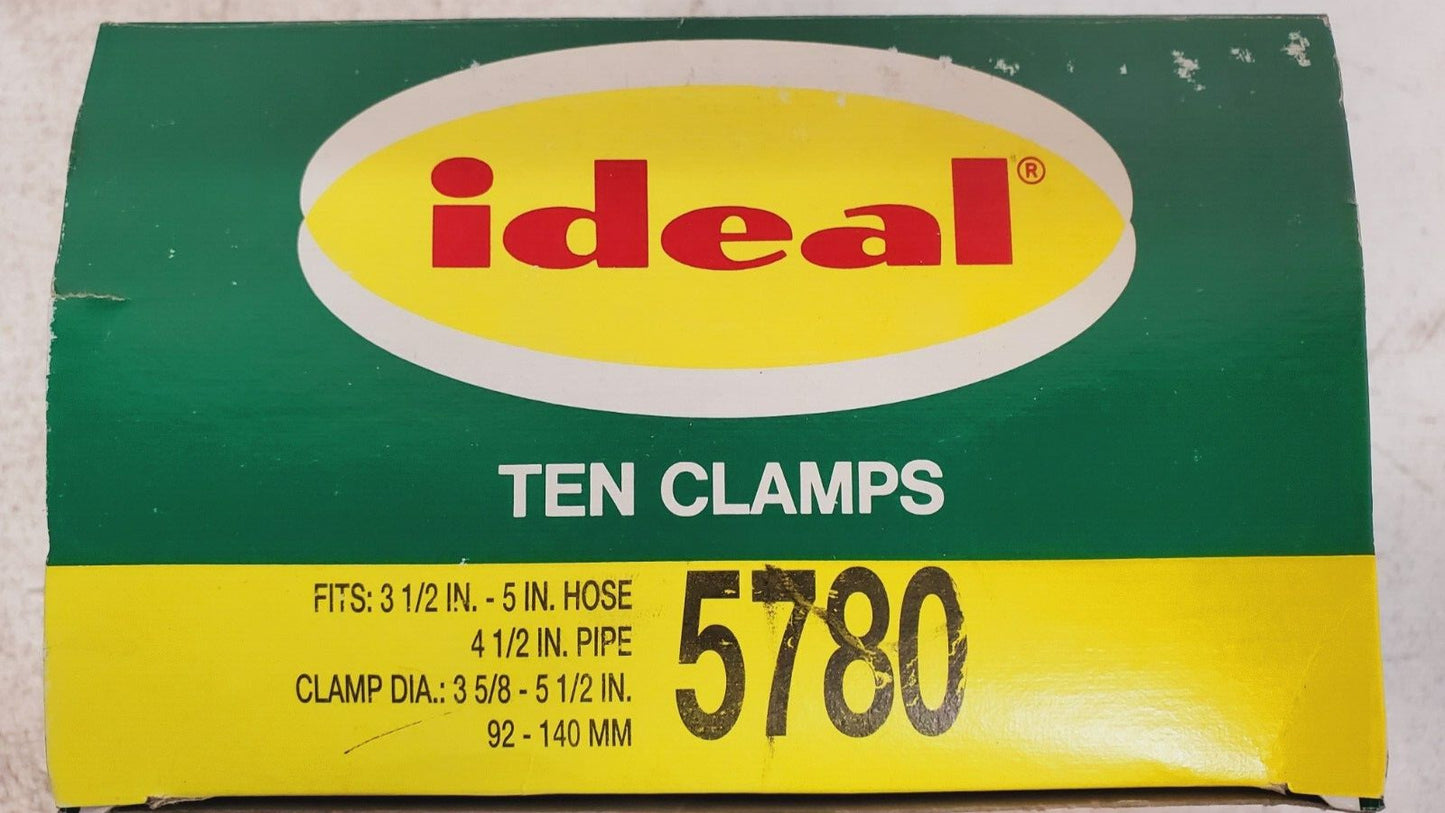 ideal®
TEN CLAMPS
FITS: 3 1/2 IN. - 5 IN. HOSE
4 1/2 IN. PIPE
CLAMP DIA.: 3 5/8 - 5 1/2 IN.
92 - 140 MM
5780